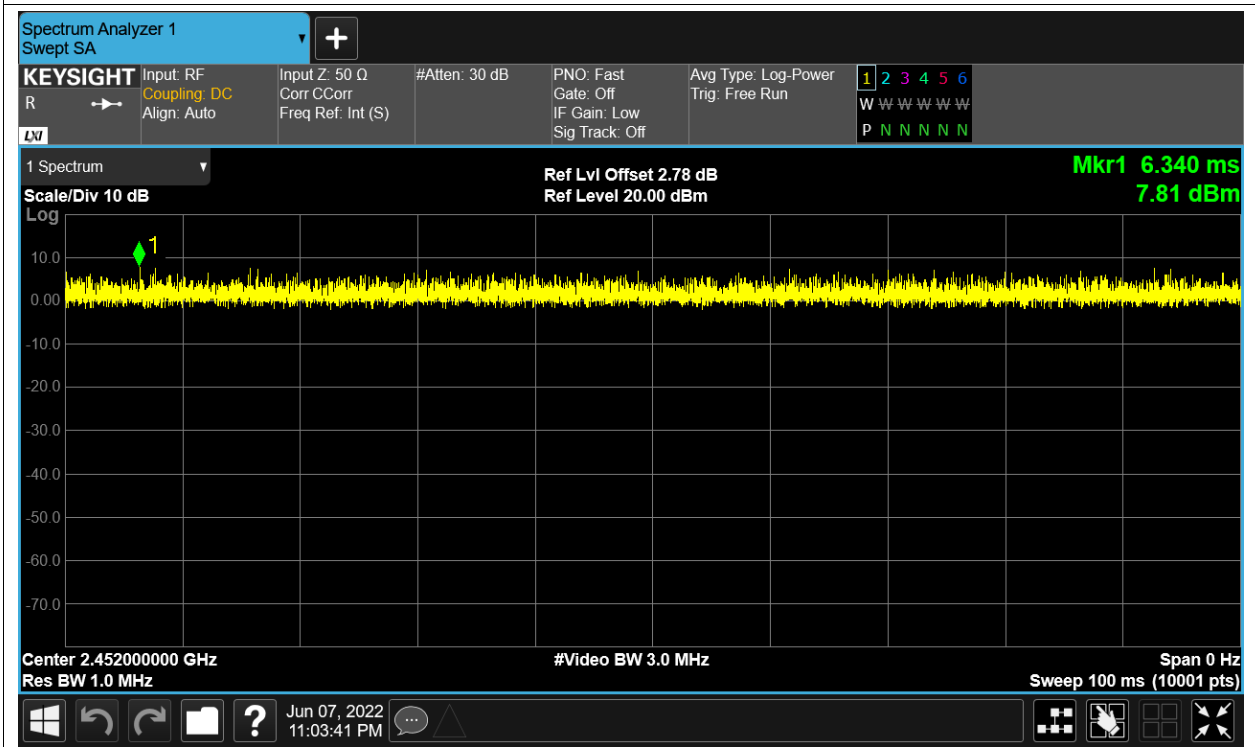 Spectrum Analyzer 1
Swept SA
KEYSIGHT
R
LXI
Input: RF
Coupling: DC
Align: Auto
Input Z: 50 Ω
Corr CCorr
Freq Ref: Int (S)
#Atten: 30 dB
PNO: Fast
Gate: Off
IF Gain: Low
Sig Track: Off
Avg Type: Log-Power
Trig: Free Run
1 2 3 4 5 6
W W W W W W
P N N N N N
1 Spectrum
Scale/Div 10 dB
Ref Lvl Offset 2.78 dB
Ref Level 20.00 dBm
Mkr1 6.340 ms
7.81 dBm
Log
1
10.0
0.00
-10.0
-20.0
-30.0
-40.0
-50.0
-60.0
-70.0
Center 2.452000000 GHz
Res BW 1.0 MHz
#Video BW 3.0 MHz
Span 0 Hz
Sweep 100 ms (10001 pts)
?
Jun 07, 2022
11:03:41 PM